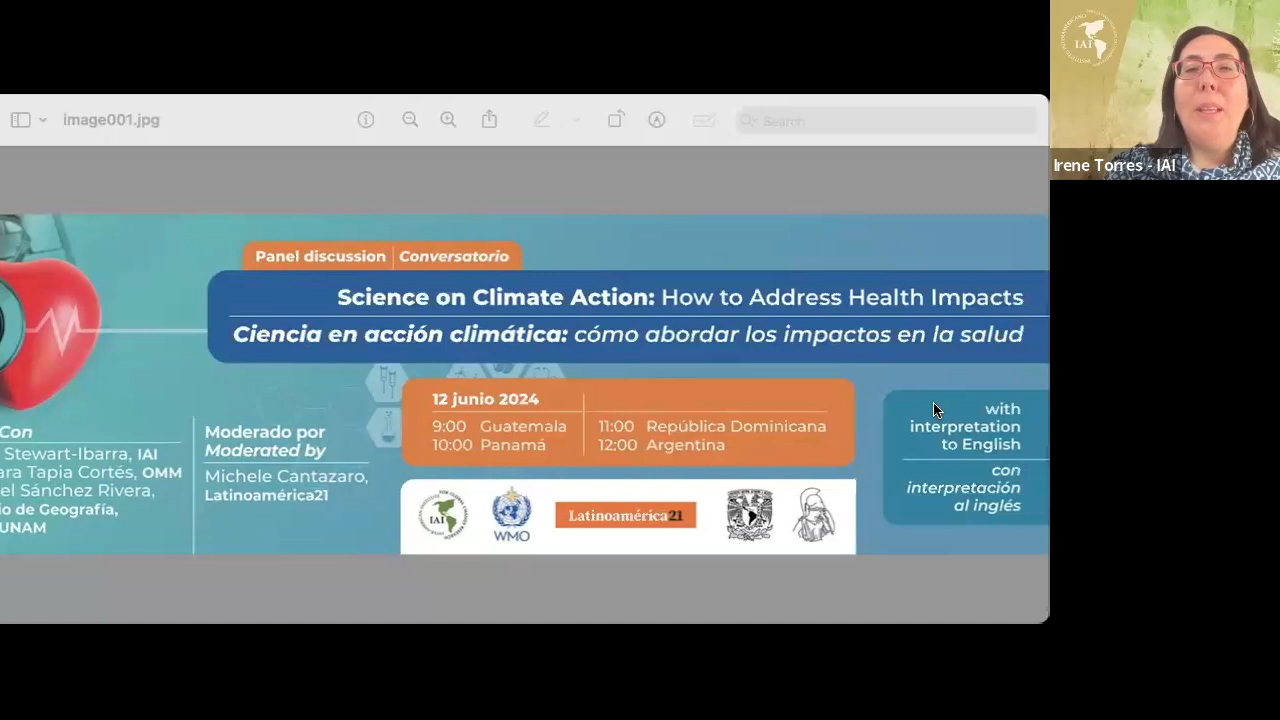 image001.jpg
Search
IAI
Irene Torres - IAI
Panel discussion | Conversatorio
Science on Climate Action: How to Address Health Impacts
Ciencia en acción climática: cómo abordar los impactos en la salud
Con
Stewart-Ibarra, IAI
ara Tapia Cortés, OMM
el Sánchez Rivera,
io de Geografía,
UNAM
Moderado por
Moderated by
Michele Cantazaro,
Latinoamérica21
12 junio 2024
9:00 Guatemala
10:00 Panamá
11:00 República Dominicana
12:00 Argentina
with
interpretation
to English
con
interpretación
al inglés
IAI
WMO
Latinoamérica21